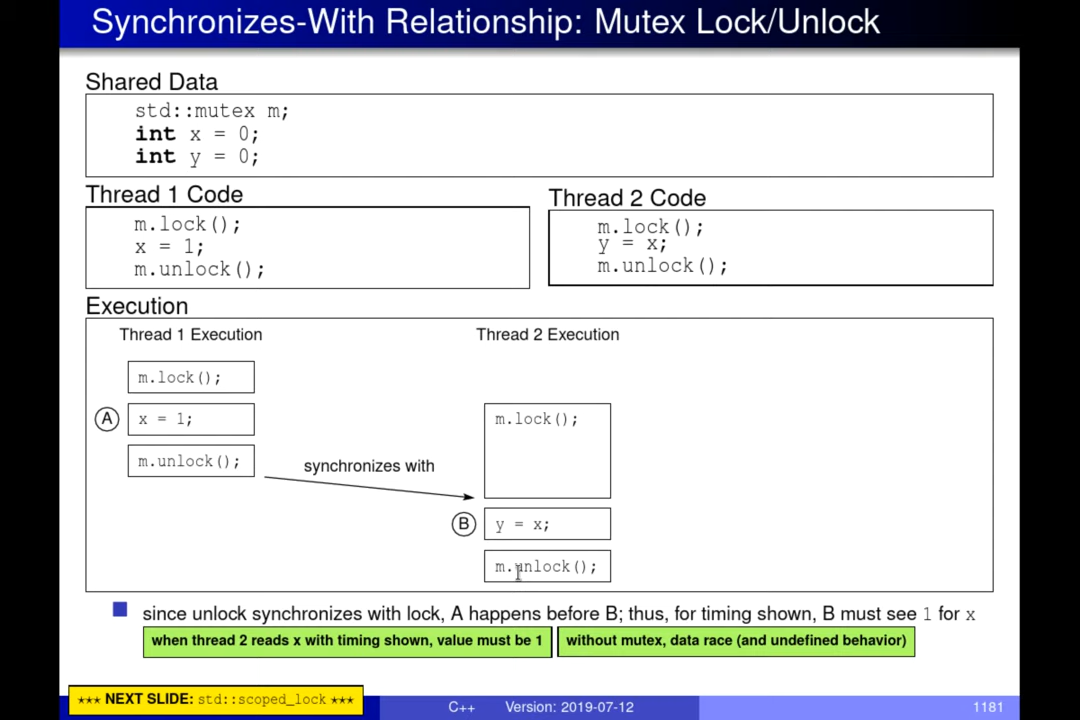 Synchronizes-With Relationship: Mutex Lock/Unlock
Shared Data
std::mutex m;
int x = 0;
int y = 0;
Thread 1 Code
m.lock();
x = 1;
m.unlock();
Thread 2 Code
m.lock();
y = x;
m.unlock();
Execution
Thread 1 Execution
m.lock();
A
x = 1;
m.unlock();
synchronizes with
Thread 2 Execution
m.lock();
B
y = x;
m.unlock();
since unlock synchronizes with lock, A happens before B; thus, for timing shown, B must see 1 for x
when thread 2 reads x with timing shown, value must be 1
without mutex, data race (and undefined behavior)
*** NEXT SLIDE: std::scoped_lock ***
C++ Version: 2019-07-12 1181